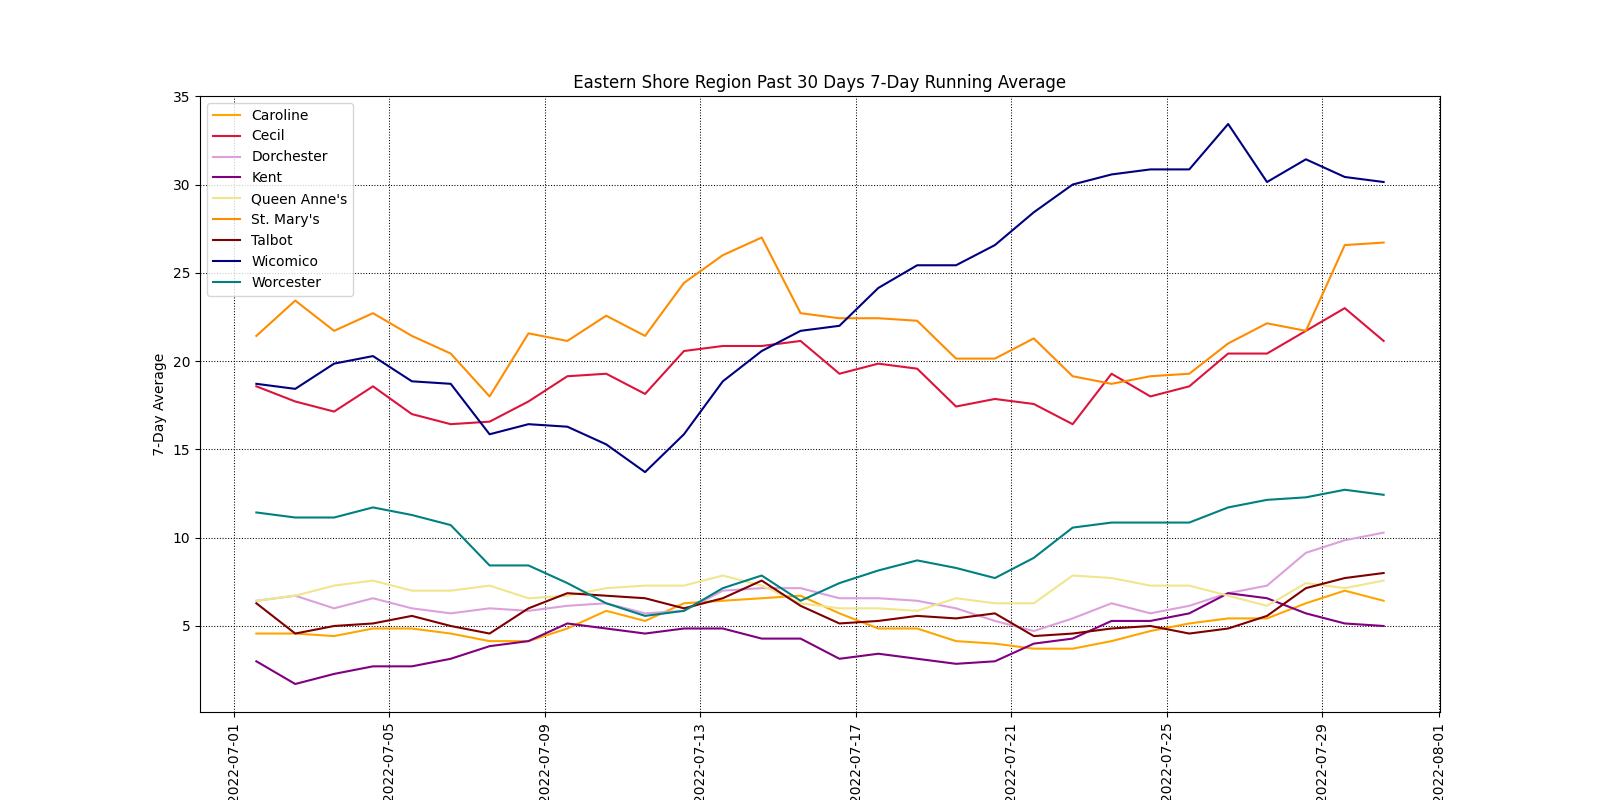 Eastern Shore Region Past 30 Days 7-Day Running Average
35
30
25
20
15
10
5
7-Day Average
Caroline
Cecil
Dorchester
Kent
Queen Anne's
St. Mary's
Talbot
Wicomico
Worcester
2022-07-01
2022-07-05
2022-07-09
2022-07-13
2022-07-17
2022-07-21
2022-07-25
2022-07-29
2022-08-01